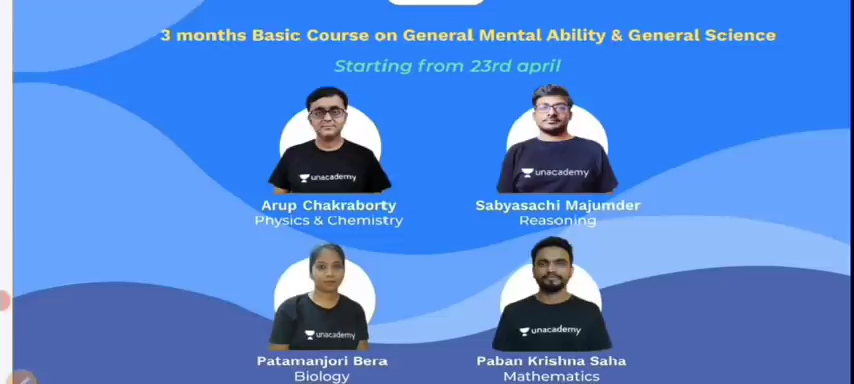 3 months Basic Course on General Mental Ability & General Science
Starting from 23rd april
unacademy
unacademy
Arup Chakraborty
Sabyasachi Majumder
Physics & Chemistry
Reasoning
unacademy
unacademy
Patamanjori Bera
Paban Krishna Saha
Biology
Mathematics